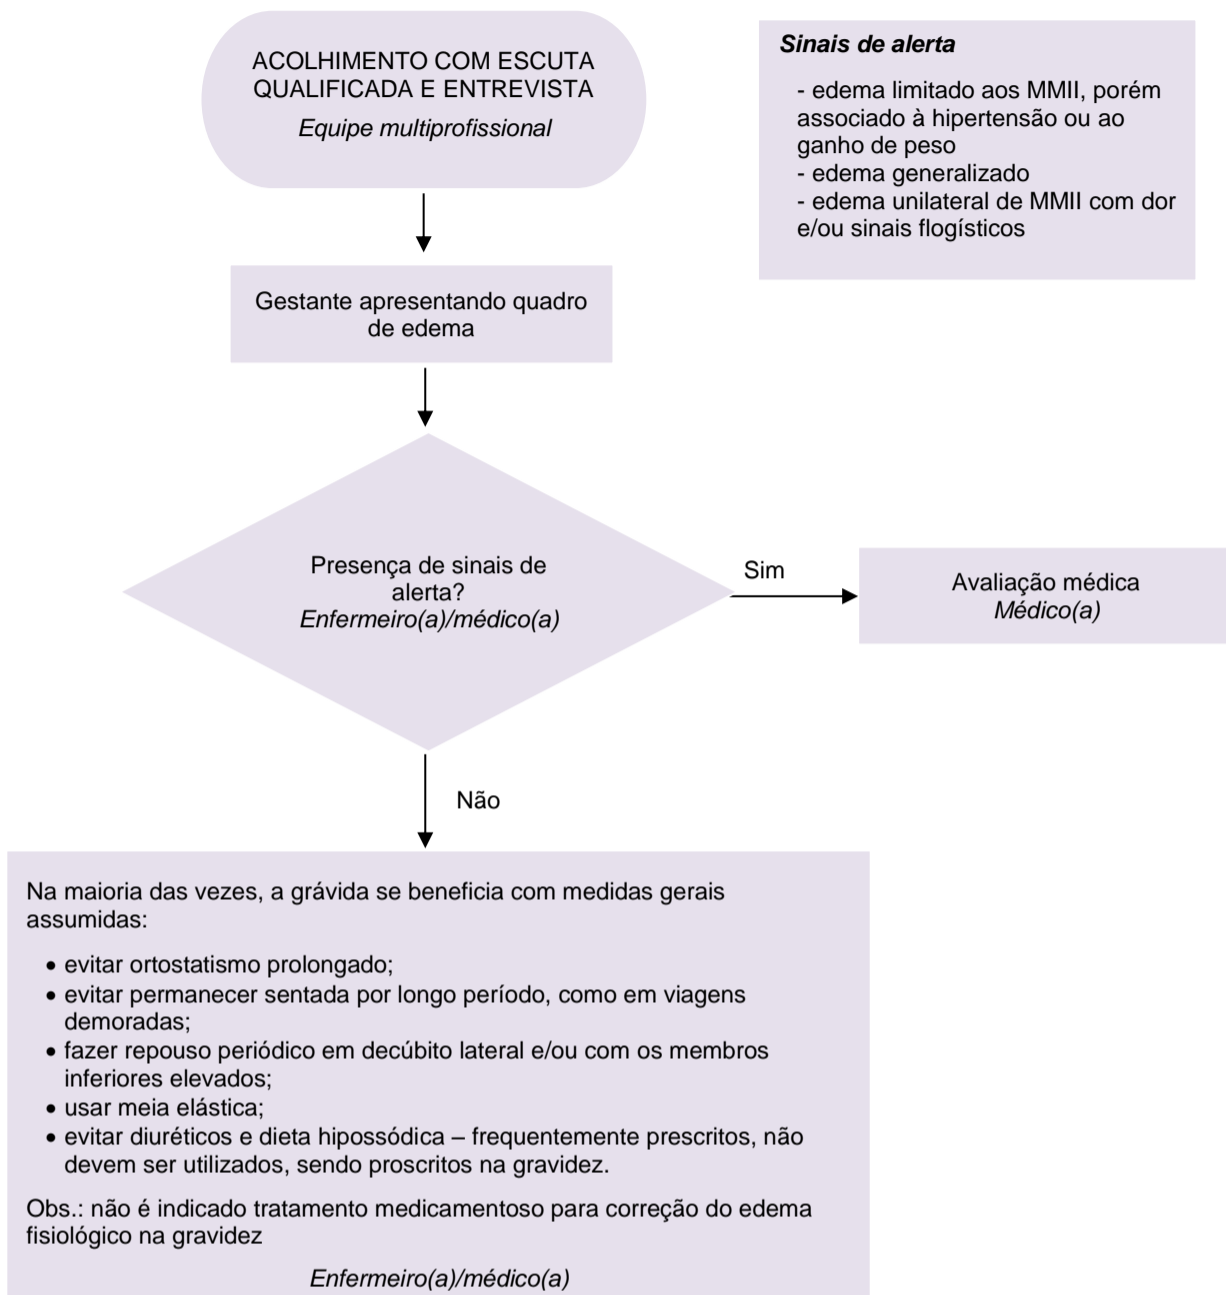 ACOLHIMENTO COM ESCUTA
QUALIFICADA E ENTREVISTA
Equipe multiprofissional
Sinais de alerta
- edema limitado aos MMII, porém
associado à hipertensão ou ao
ganho de peso
- edema generalizado
- edema unilateral de MMII com dor
e/ou sinais flogísticos
Gestante apresentando quadro
de edema
Presença de sinais de
alerta?
Enfermeiro(a)/médico(a)
Sim
Avaliação médica
Médico(a)
Não
Na maioria das vezes, a grávida se beneficia com medidas gerais
assumidas:
• evitar ortostatismo prolongado;
• evitar permanecer sentada por longo período, como em viagens
demoradas;
• fazer repouso periódico em decúbito lateral e/ou com os membros
inferiores elevados;
• usar meia elástica;
• evitar diuréticos e dieta hipossódica – frequentemente prescritos, não
devem ser utilizados, sendo proscritos na gravidez.
Obs.: não é indicado tratamento medicamentoso para correção do edema
fisiológico na gravidez
Enfermeiro(a)/médico(a)